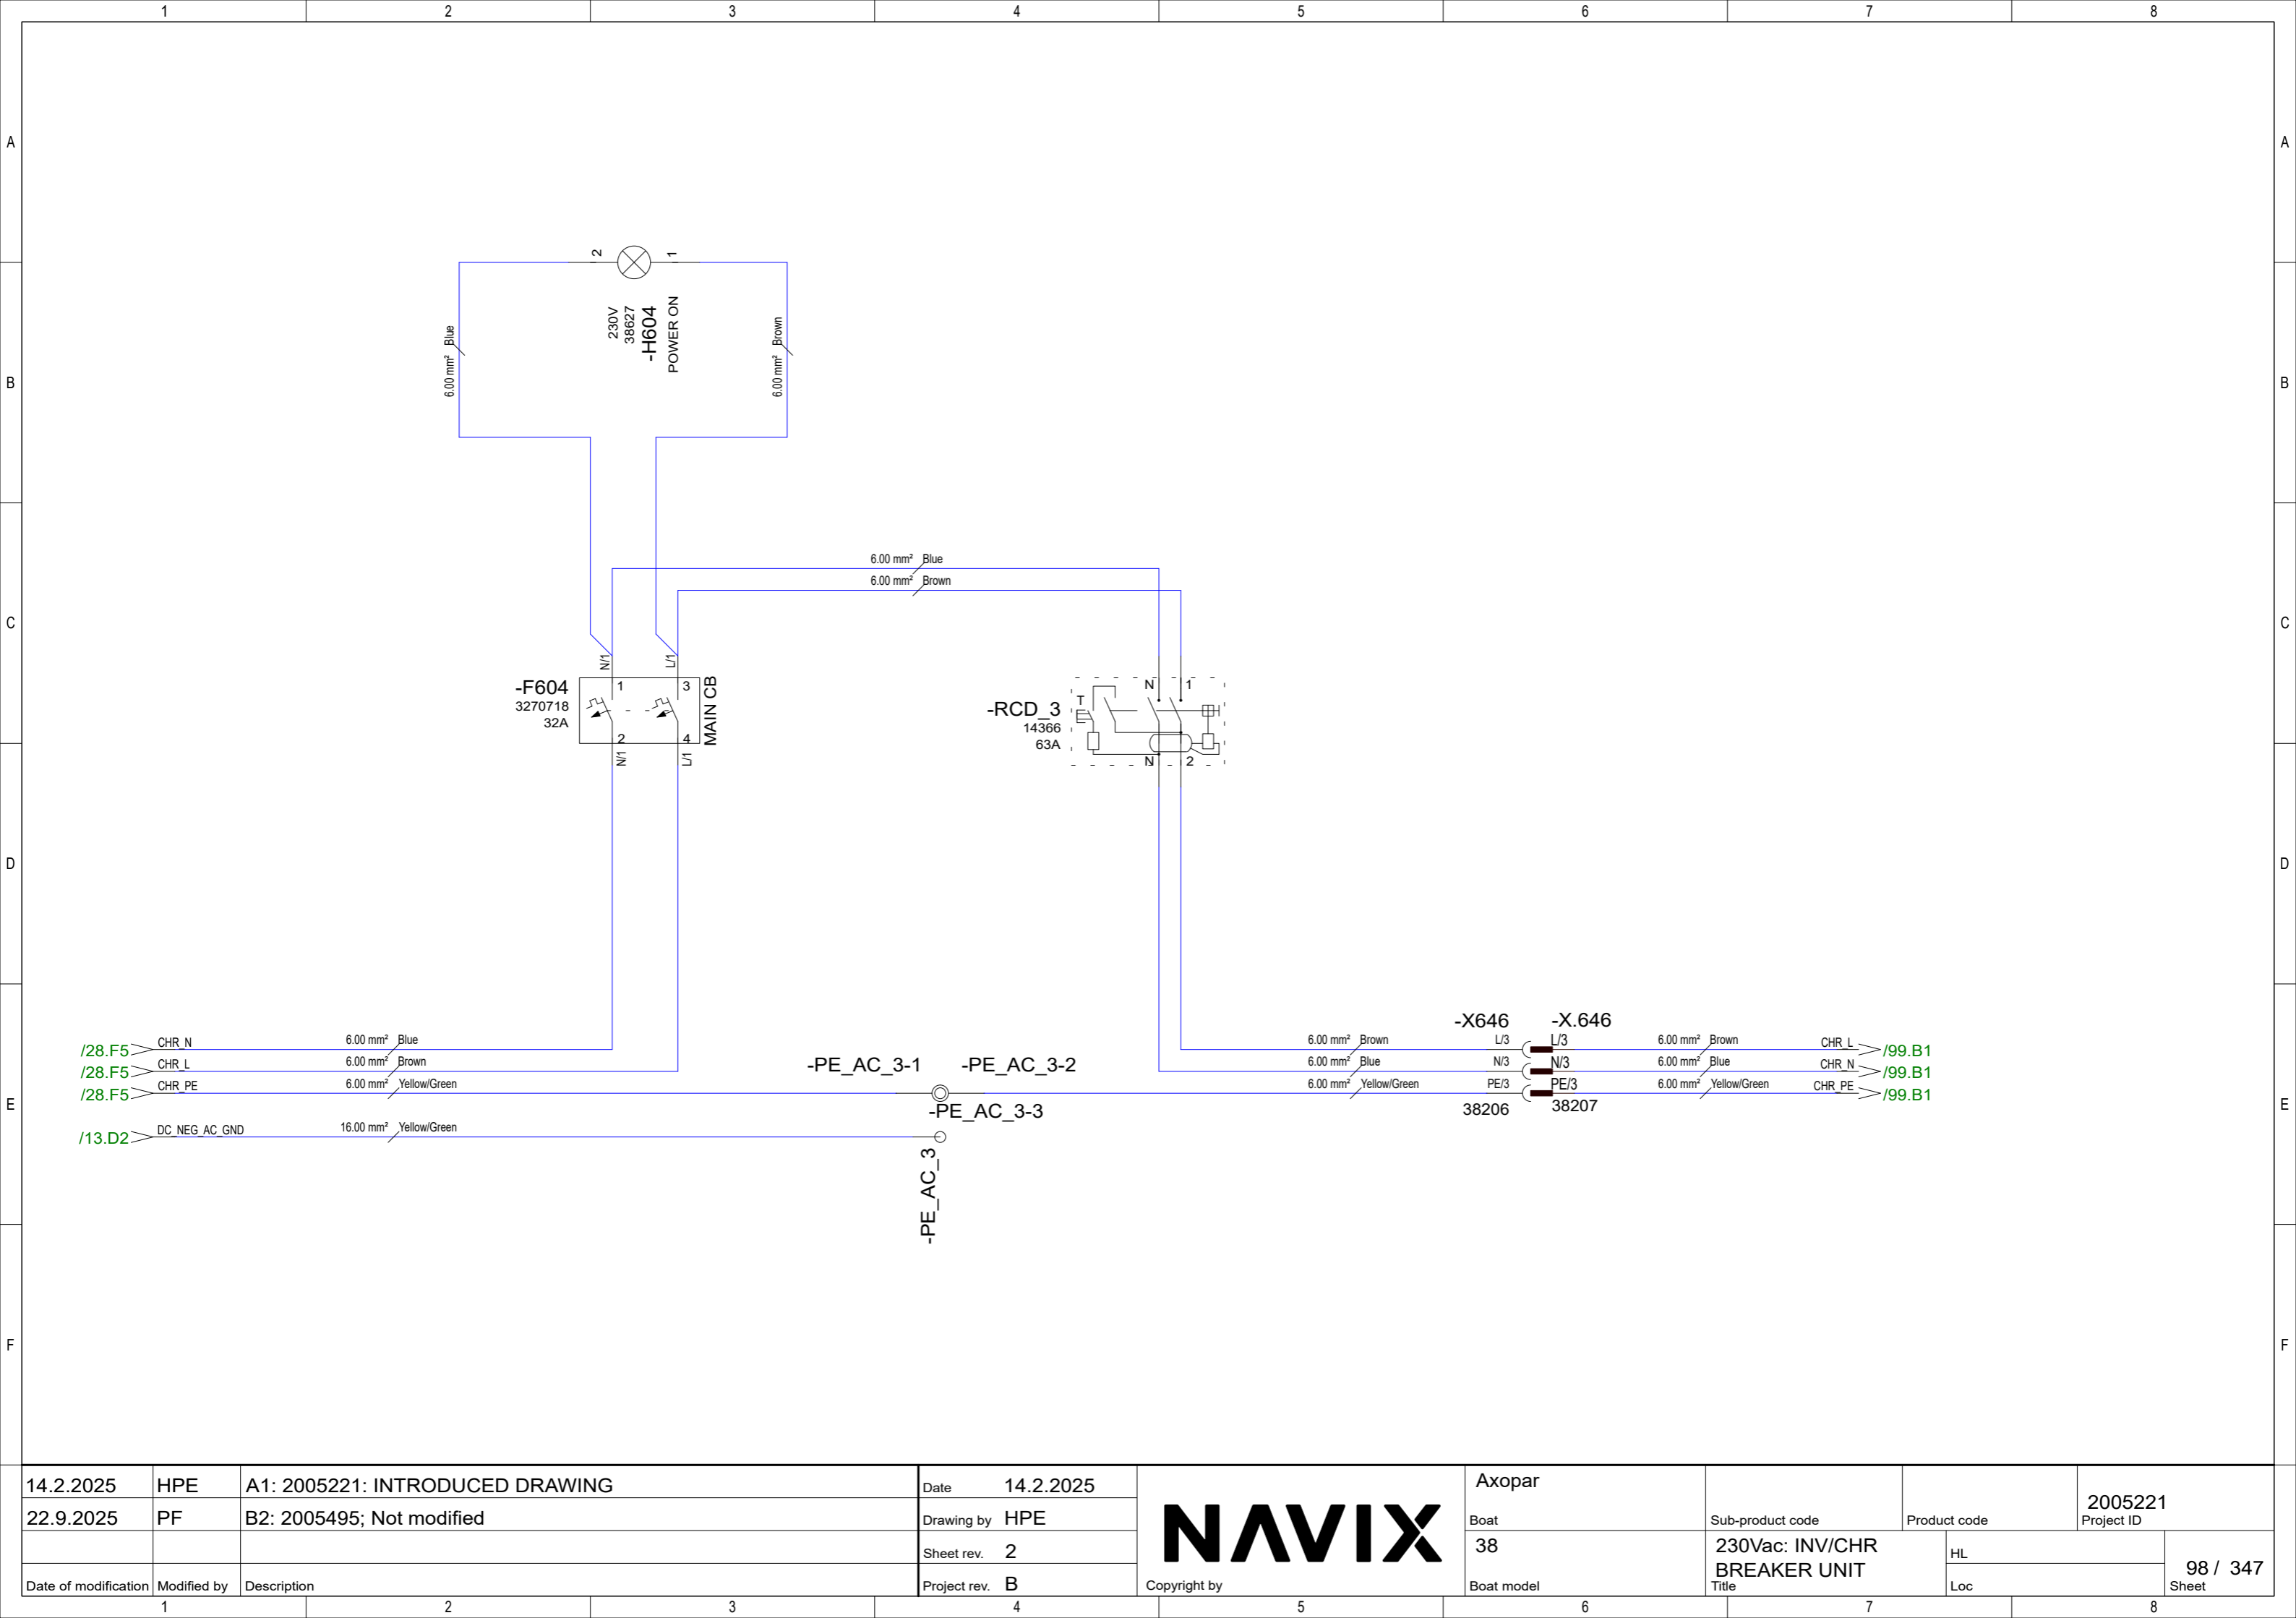 1 2 3 4 5 6 7 8
A A
2 1
230V
38627
-H604
POWER ON
6.00 mm² Blue
6.00 mm² Brown
B B
6.00 mm² Blue
6.00 mm² Brown
C C
N/1 L/1
-F604
3270718
32A
1 3
2 4
MAIN CB
N/1 L/1
-RCD_3
14366
63A
T
N 1
N 2
D D
/28.F5 CHR_N 6.00 mm² Blue
/28.F5 CHR_L 6.00 mm² Brown
/28.F5 CHR_PE 6.00 mm² Yellow/Green
/13.D2 DC_NEG_AC_GND 16.00 mm² Yellow/Green
-PE_AC_3-1 -PE_AC_3-2
-PE_AC_3-3
-PE_AC_3
-X646 -X.646
6.00 mm² Brown L/3 L/3 6.00 mm² Brown CHR_L /99.B1
6.00 mm² Blue N/3 N/3 6.00 mm² Blue CHR_N /99.B1
6.00 mm² Yellow/Green PE/3 PE/3 6.00 mm² Yellow/Green CHR_PE /99.B1
38206 38207
E E
F F
14.2.2025 HPE A1: 2005221: INTRODUCED DRAWING
22.9.2025 PF B2: 2005495; Not modified
Date of modification Modified by Description
Date 14.2.2025
Drawing by HPE
Sheet rev. 2
Project rev. B
NAVIX
Copyright by
Axopar
Boat
38
Boat model
Sub-product code
Product code
2005221
Project ID
230Vac: INV/CHR
BREAKER UNIT
Title
HL
Loc
98 / 347
Sheet
1 2 3 4 5 6 7 8